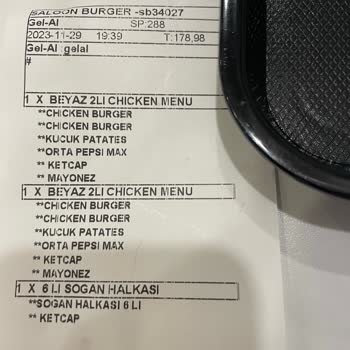 SALOON BURGER -sb34027
Gel-Al SP:288
2023-11-29 19:39 T:178,98
Gel-Al :gelal
#
1 X BEYAZ 2LI CHICKEN MENU
**CHICKEN BURGER
**CHICKEN BURGER
**KUCUK PATATES
**ORTA PEPSI MAX
** KETCAP
** MAYONEZ
1 X BEYAZ 2LI CHICKEN MENU
**CHICKEN BURGER
**CHICKEN BURGER
**KUCUK PATATES
**ORTA PEPSI MAX
** KETCAP
** MAYONEZ
1 X 6 LI SOGAN HALKASI
**SOGAN HALKASI 6 LI
** KETCAP